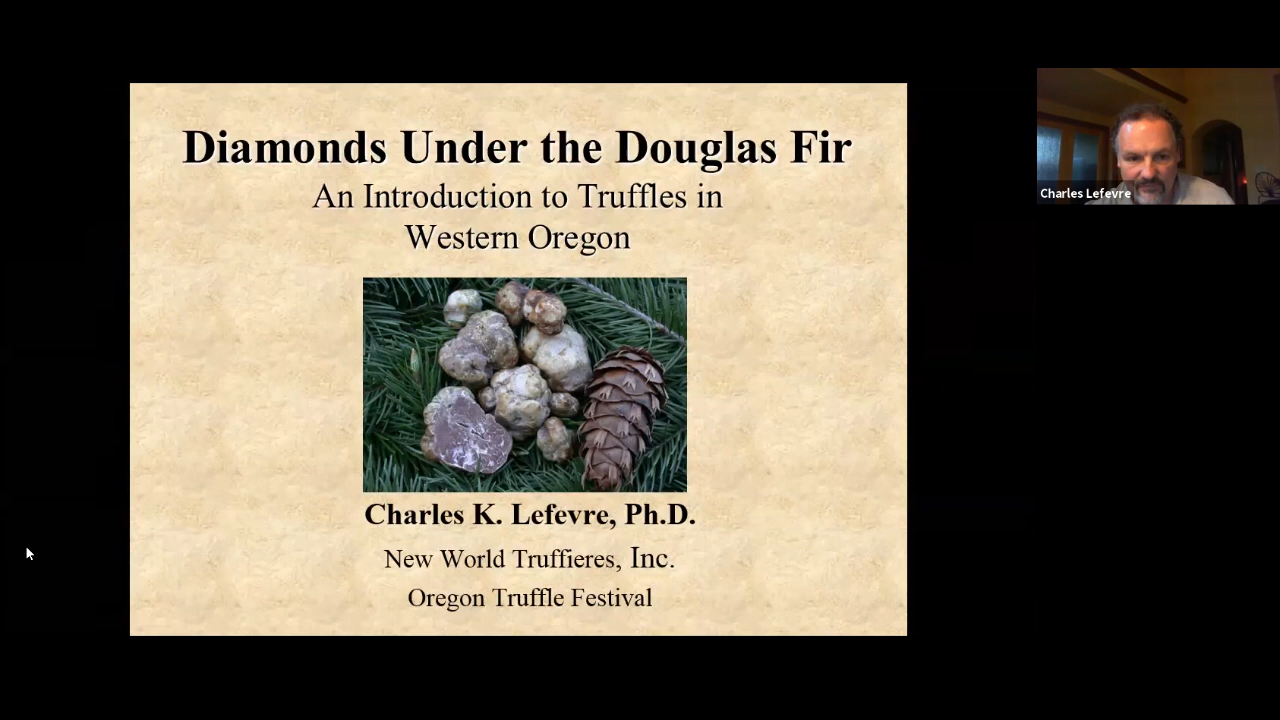 Diamonds Under the Douglas Fir
An Introduction to Truffles in
Western Oregon
Charles K. Lefevre, Ph.D.
New World Truffieres, Inc.
Oregon Truffle Festival
Charles Lefevre